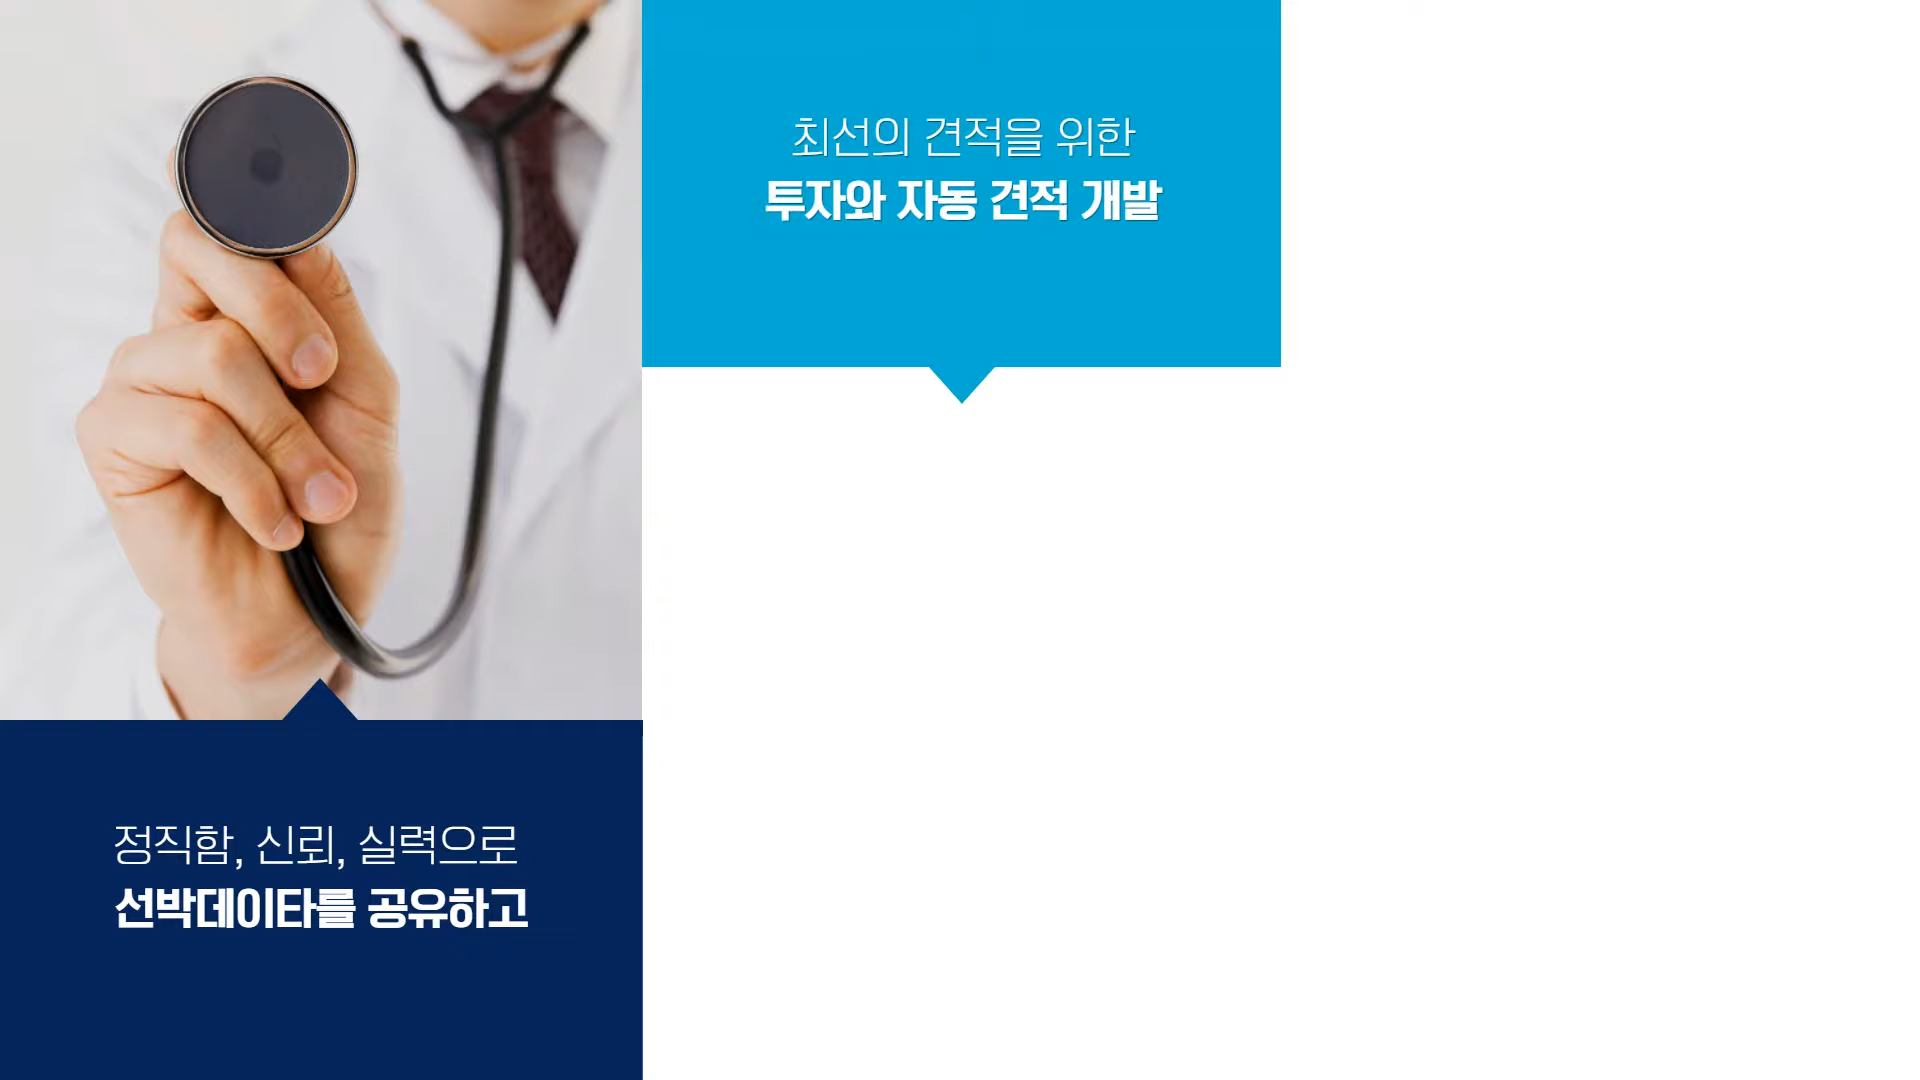 최선의 견적을 위한
투자와 자동 견적 개발
정직함, 신뢰, 실력으로
선박데이타를 공유하고